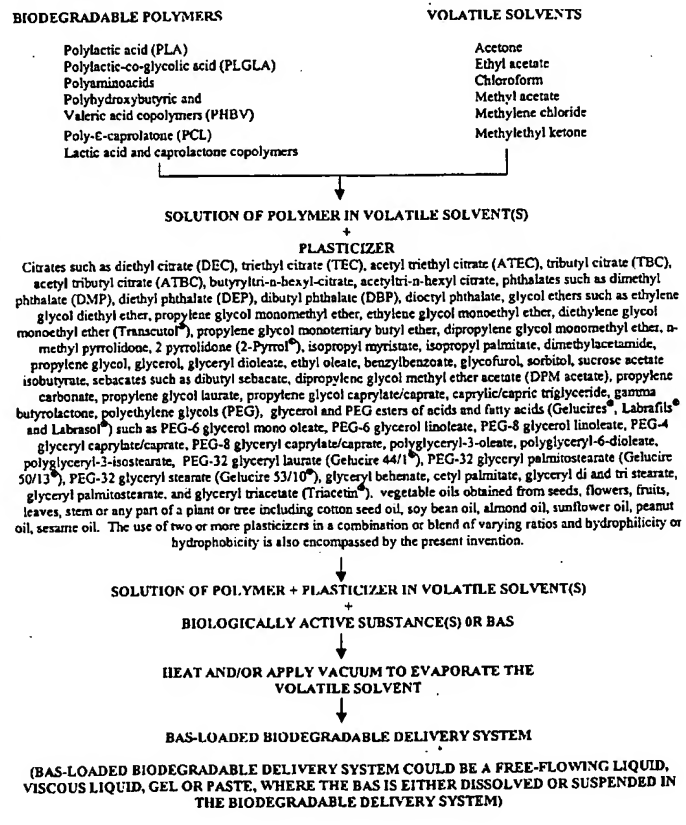 BIODEGRADABLE POLYMERS
VOLATILE SOLVENTS
Polylactic acid (PLA)
Polylactic-co-glycolic acid (PLGLA)
Polyaminoacids
Polyhydroxybutyric and
Valeric acid copolymers (PHBV)
Poly-Ɛ-caprolatone (PCL)
Lactic acid and caprolactone copolymers
Acetone
Ethyl acetate
Chloroform
Methyl acetate
Methylene chloride
Methylethyl ketone
SOLUTION OF POLYMER IN VOLATILE SOLVENT(S)
+
PLASTICIZER
Citrates such as diethyl citrate (DEC), triethyl citrate (TEC), acetyl triethyl citrate (ATEC), tributyl citrate (TBC),
acetyl tributyl citrate (ATBC), butyryltri-n-hexyl-citrate, acetyltri-n-hexyl citrate, phthalates such as dimethyl
phthalate (DMP), diethyl phthalate (DEP), dibutyl phthalate (DBP), dioctyl phthalate, glycol ethers such as ethylene
glycol diethyl ether, propylene glycol monomethyl ether, ethylene glycol monoethyl ether, diethylene glycol
monoethyl ether (Transcutol®), propylene glycol monotertiary butyl ether, dipropylene glycol monomethyl ether, n-
methyl pyrrolidone, 2 pyrrolidone (2-Pyrrol®), isopropyl myristate, isopropyl palmitate, dimethylacetamide,
propylene glycol, glycerol, glyceryl dioleate, ethyl oleate, benzylbenzoate, glycofurol, sorbitol, sucrose acetate
isobutyrate, sebacates such as dibutyl sebacate, dipropylene glycol methyl ether acetate (DPM acetate), propylene
carbonate, propylene glycol laurate, propylene glycol caprylate/caprate, caprylic/capric triglyceride, gamma
butyrolactone, polyethylene glycols (PEG), glycerol and PEG esters of acids and fatty acids (Gelucires®, Labrafils®
and Labrasol®) such as PEG-6 glycerol mono oleate, PEG-6 glycerol linoleate, PEG-8 glycerol linoleate, PEG-4
glyceryl caprylate/caprate, PEG-8 glyceryl caprylate/caprate, polyglyceryl-3-oleate, polyglyceryl-6-dioleate,
polyglyceryl-3-isostearate, PEG-32 glyceryl laurate (Gelucire 44/1®), PEG-32 glyceryl palmitostearate (Gelucire
50/13®), PEG-32 glyceryl stearate (Gelucire 53/10®), glyceryl behenate, cetyl palmitate, glyceryl di and tri stearate,
glyceryl palmitostearate, and glyceryl triacetate (Triacetin®). vegetable oils obtained from seeds, flowers, fruits,
leaves, stem or any part of a plant or tree including cotton seed oil, soy bean oil, almond oil, sunflower oil, peanut
oil, sesame oil. The use of two or more plasticizers in a combination or blend of varying ratios and hydrophilicity or
hydrophobicity is also encompassed by the present invention.
SOLUTION OF POLYMER + PLASTICIZER IN VOLATILE SOLVENT(S)
+
BIOLOGICALLY ACTIVE SUBSTANCE(S) OR BAS
HEAT AND/OR APPLY VACUUM TO EVAPORATE THE
VOLATILE SOLVENT
BAS-LOADED BIODEGRADABLE DELIVERY SYSTEM
(BAS-LOADED BIODEGRADABLE DELIVERY SYSTEM COULD BE A FREE-FLOWING LIQUID,
VISCOUS LIQUID, GEL OR PASTE, WHERE THE BAS IS EITHER DISSOLVED OR SUSPENDED IN
THE BIODEGRADABLE DELIVERY SYSTEM)